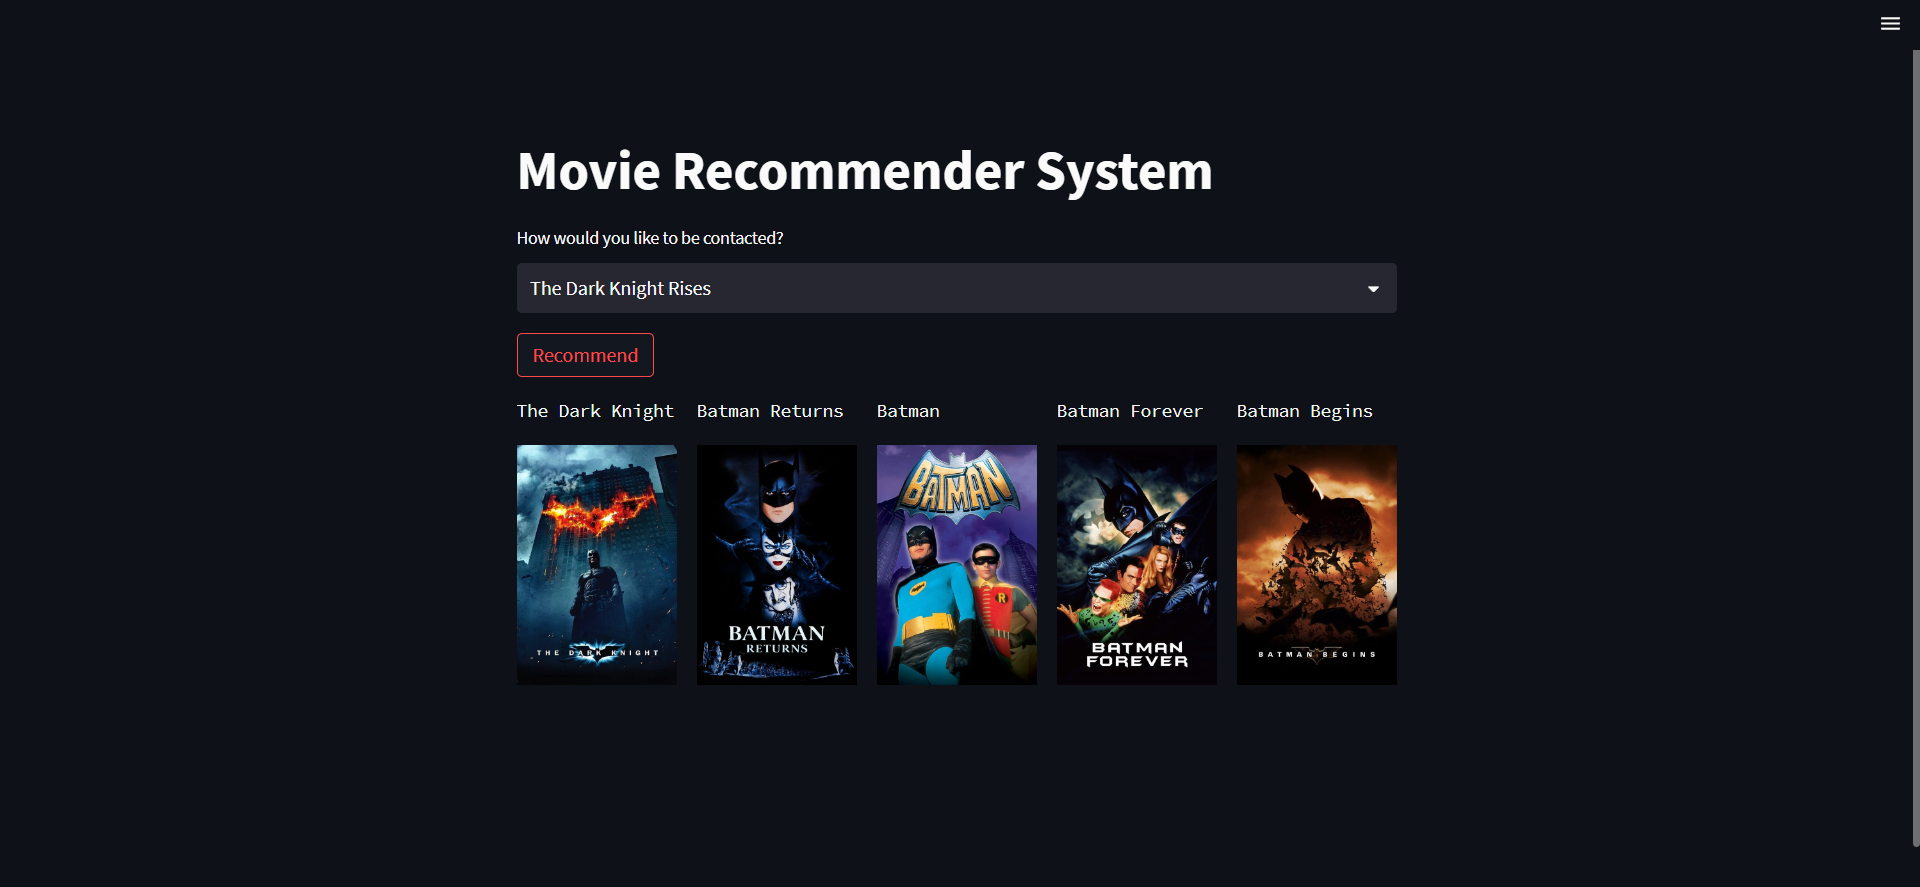 Movie Recommender System
How would you like to be contacted?
The Dark Knight Rises
Recommend
The Dark Knight
Batman Returns
Batman
Batman Forever
Batman Begins
THE DARK KNIGHT
BATMAN
RETURNS
BATMAN
R
BATMAN
FOREVER
BATMAN BEGINS